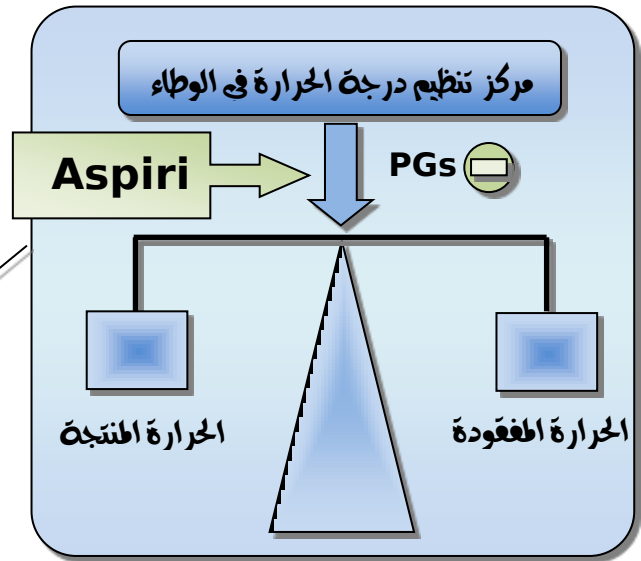 مركز تنظيم درجة الحرارة في الوطاء
Aspiri
PGs
الحرارة المنتجة
الحرارة المفقودة